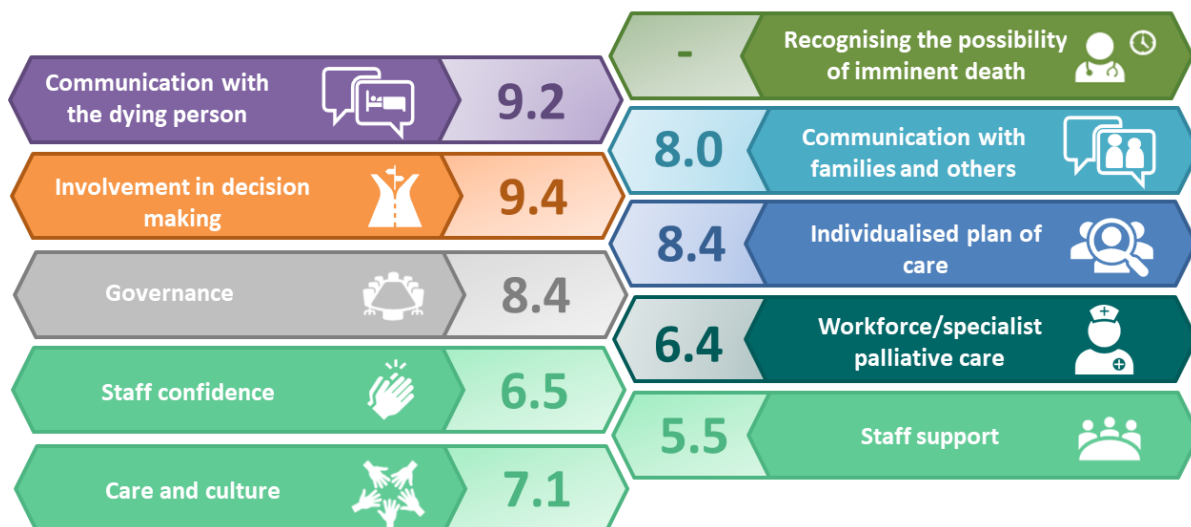 Communication with
the dying person
9.2
Involvement in decision
making
9.4
Governance
8.4
Staff confidence
6.5
Care and culture
7.1
-
Recognising the possibility
of imminent death
8.0
Communication with
families and others
8.4
Individualised plan of
care
6.4
Workforce/specialist
palliative care
5.5
Staff support